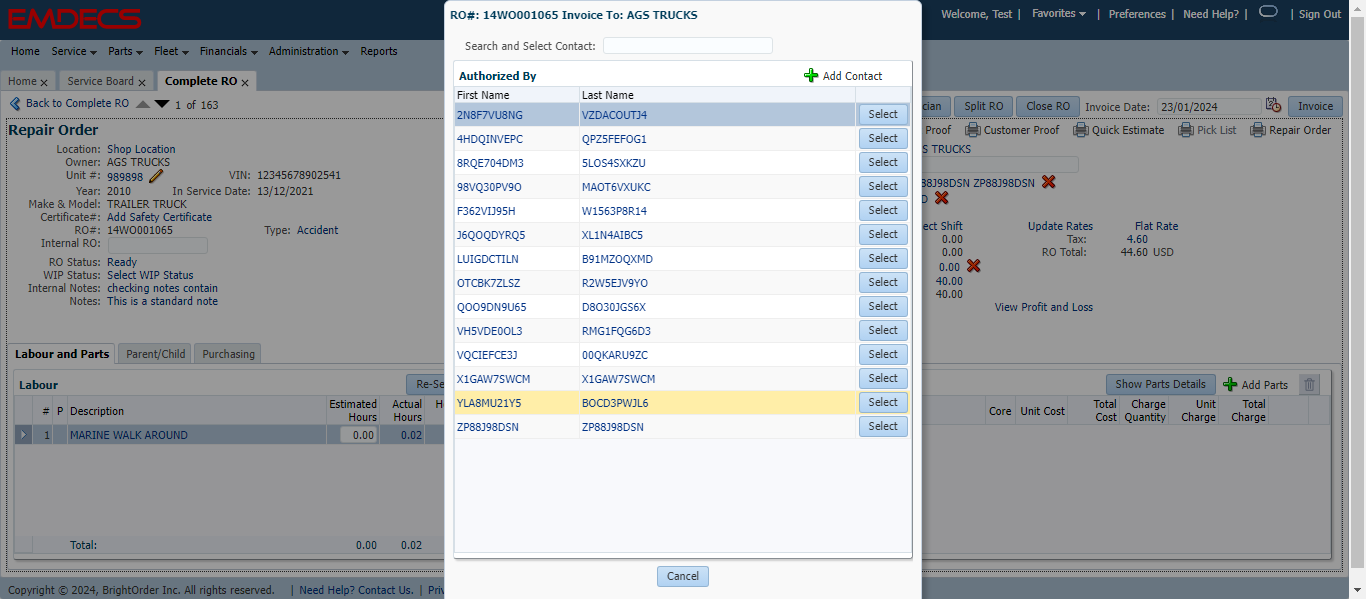 EMDECS
Welcome, Test | Favorites | Preferences | Need Help? | | Sign Out
Home Service Parts Fleet Financials Administration Reports
Home Service Board Complete RO
Back to Complete RO 1 of 163
Split RO Close RO Invoice Date: 23/01/2024 Invoice
Proof Customer Proof Quick Estimate Pick List Repair Order
Repair Order
Location: Shop Location
Owner: AGS TRUCKS
Unit #: 989898 VIN: 12345678902541
Year: 2010 In Service Date: 13/12/2021
Make & Model: TRAILER TRUCK
Certificate#: Add Safety Certificate
RO#: 14WO001065 Type: Accident
Internal RO:
RO Status: Ready
WIP Status: Select WIP Status
Internal Notes: checking notes contain
Notes: This is a standard note
S TRUCKS
ZP88J98DSN
Shift Update Rates Flat Rate
0.00 Tax: 4.60
0.00 RO Total: 44.60 USD
0.00
40.00
40.00
View Profit and Loss
Labour and Parts Parent/Child Purchasing
Labour
Show Parts Details Add Parts
# P Description Estimated Hours Actual Hours
Core Unit Cost Total Cost Charge Quantity Unit Charge Total Charge
1 MARINE WALK AROUND 0.00 0.02
Total: 0.00 0.02
Copyright © 2024, BrightOrder Inc. All rights reserved. | Need Help? Contact Us. |
RO#: 14WO001065 Invoice To: AGS TRUCKS
Search and Select Contact:
Authorized By Add Contact
First Name Last Name
2N8F7VU8NG VZDACOUTJ4 Select
4HDQINVEPC QPZ5FEFOG1 Select
8RQE704DM3 5LOS4SXKZU Select
98VQ30PV9O MAOT6VXUKC Select
F362VIJ95H W1563P8R14 Select
J6QOQDYRQ5 XL1N4AIBC5 Select
LUIGDCTILN B91MZOQXMD Select
OTCBK7ZLSZ R2W5EJV9YO Select
QOO9DN9U65 D8O30JGS6X Select
VH5VDE0OL3 RMG1FQG6D3 Select
VQCIEFCE3J 00QKARU9ZC Select
X1GAW7SWCM X1GAW7SWCM Select
YLA8MU21Y5 BOCD3PWJL6 Select
ZP88J98DSN ZP88J98DSN Select
Cancel